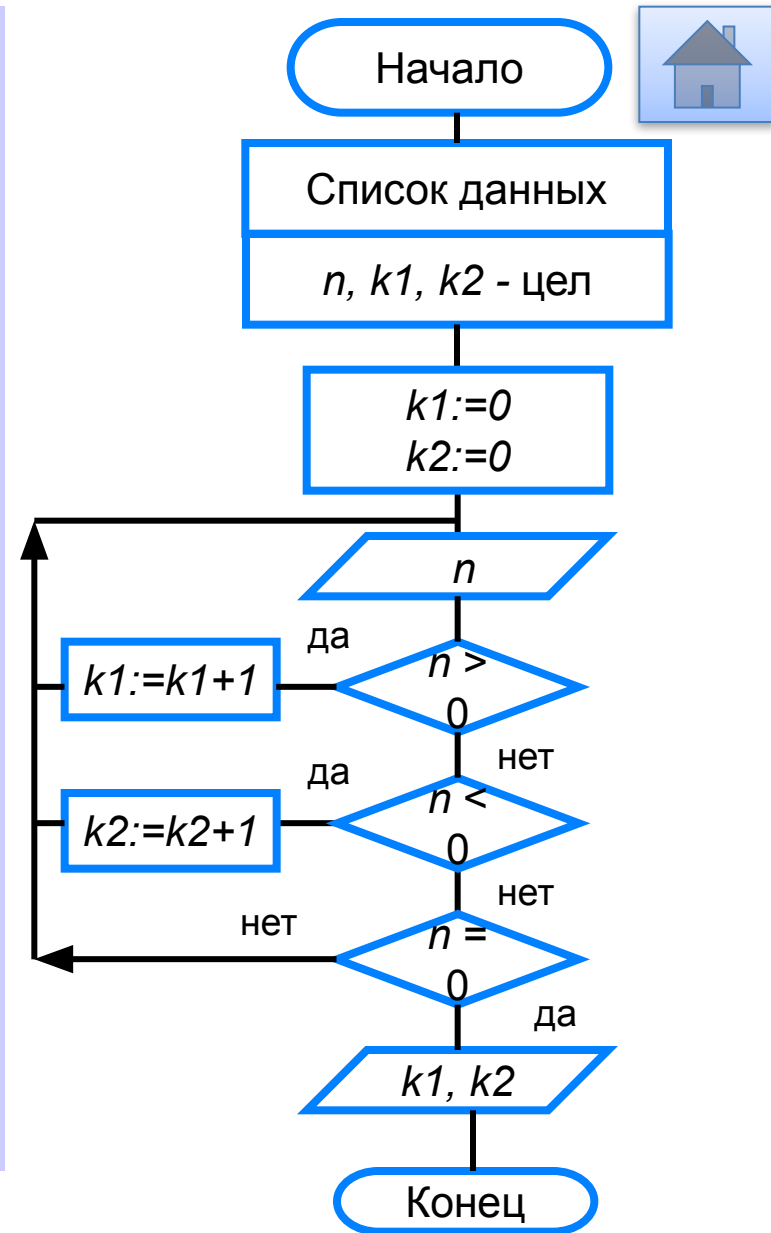 Начало
Список данных
n, k1, k2 - цел
k1:=0
k2:=0
n
да
k1:=k1+1
n >
0
нет
да
k2:=k2+1
n <
0
нет
нет
n =
0
да
k1, k2
Конец